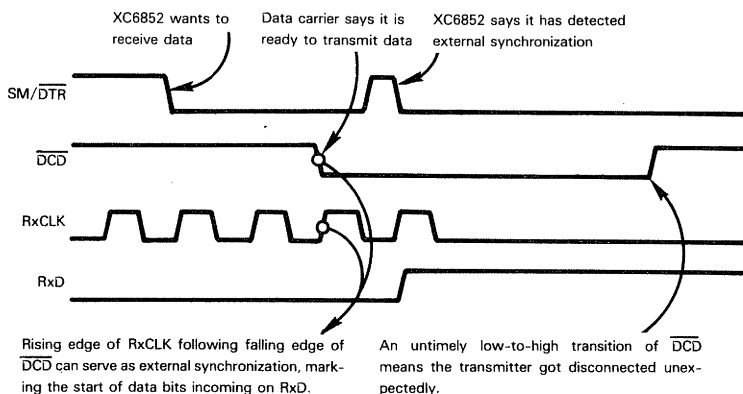 XC6852 wants to
receive data
Data carrier says it is
ready to transmit data
XC6852 says it has detected
external synchronization
SM/DTR
DCD
RxCLK
RxD
Rising edge of RxCLK following falling edge of
DCD can serve as external synchronization, mark-
ing the start of data bits incoming on RxD.
An untimely low-to-high transition of DCD
means the transmitter got disconnected unex-
pectedly.